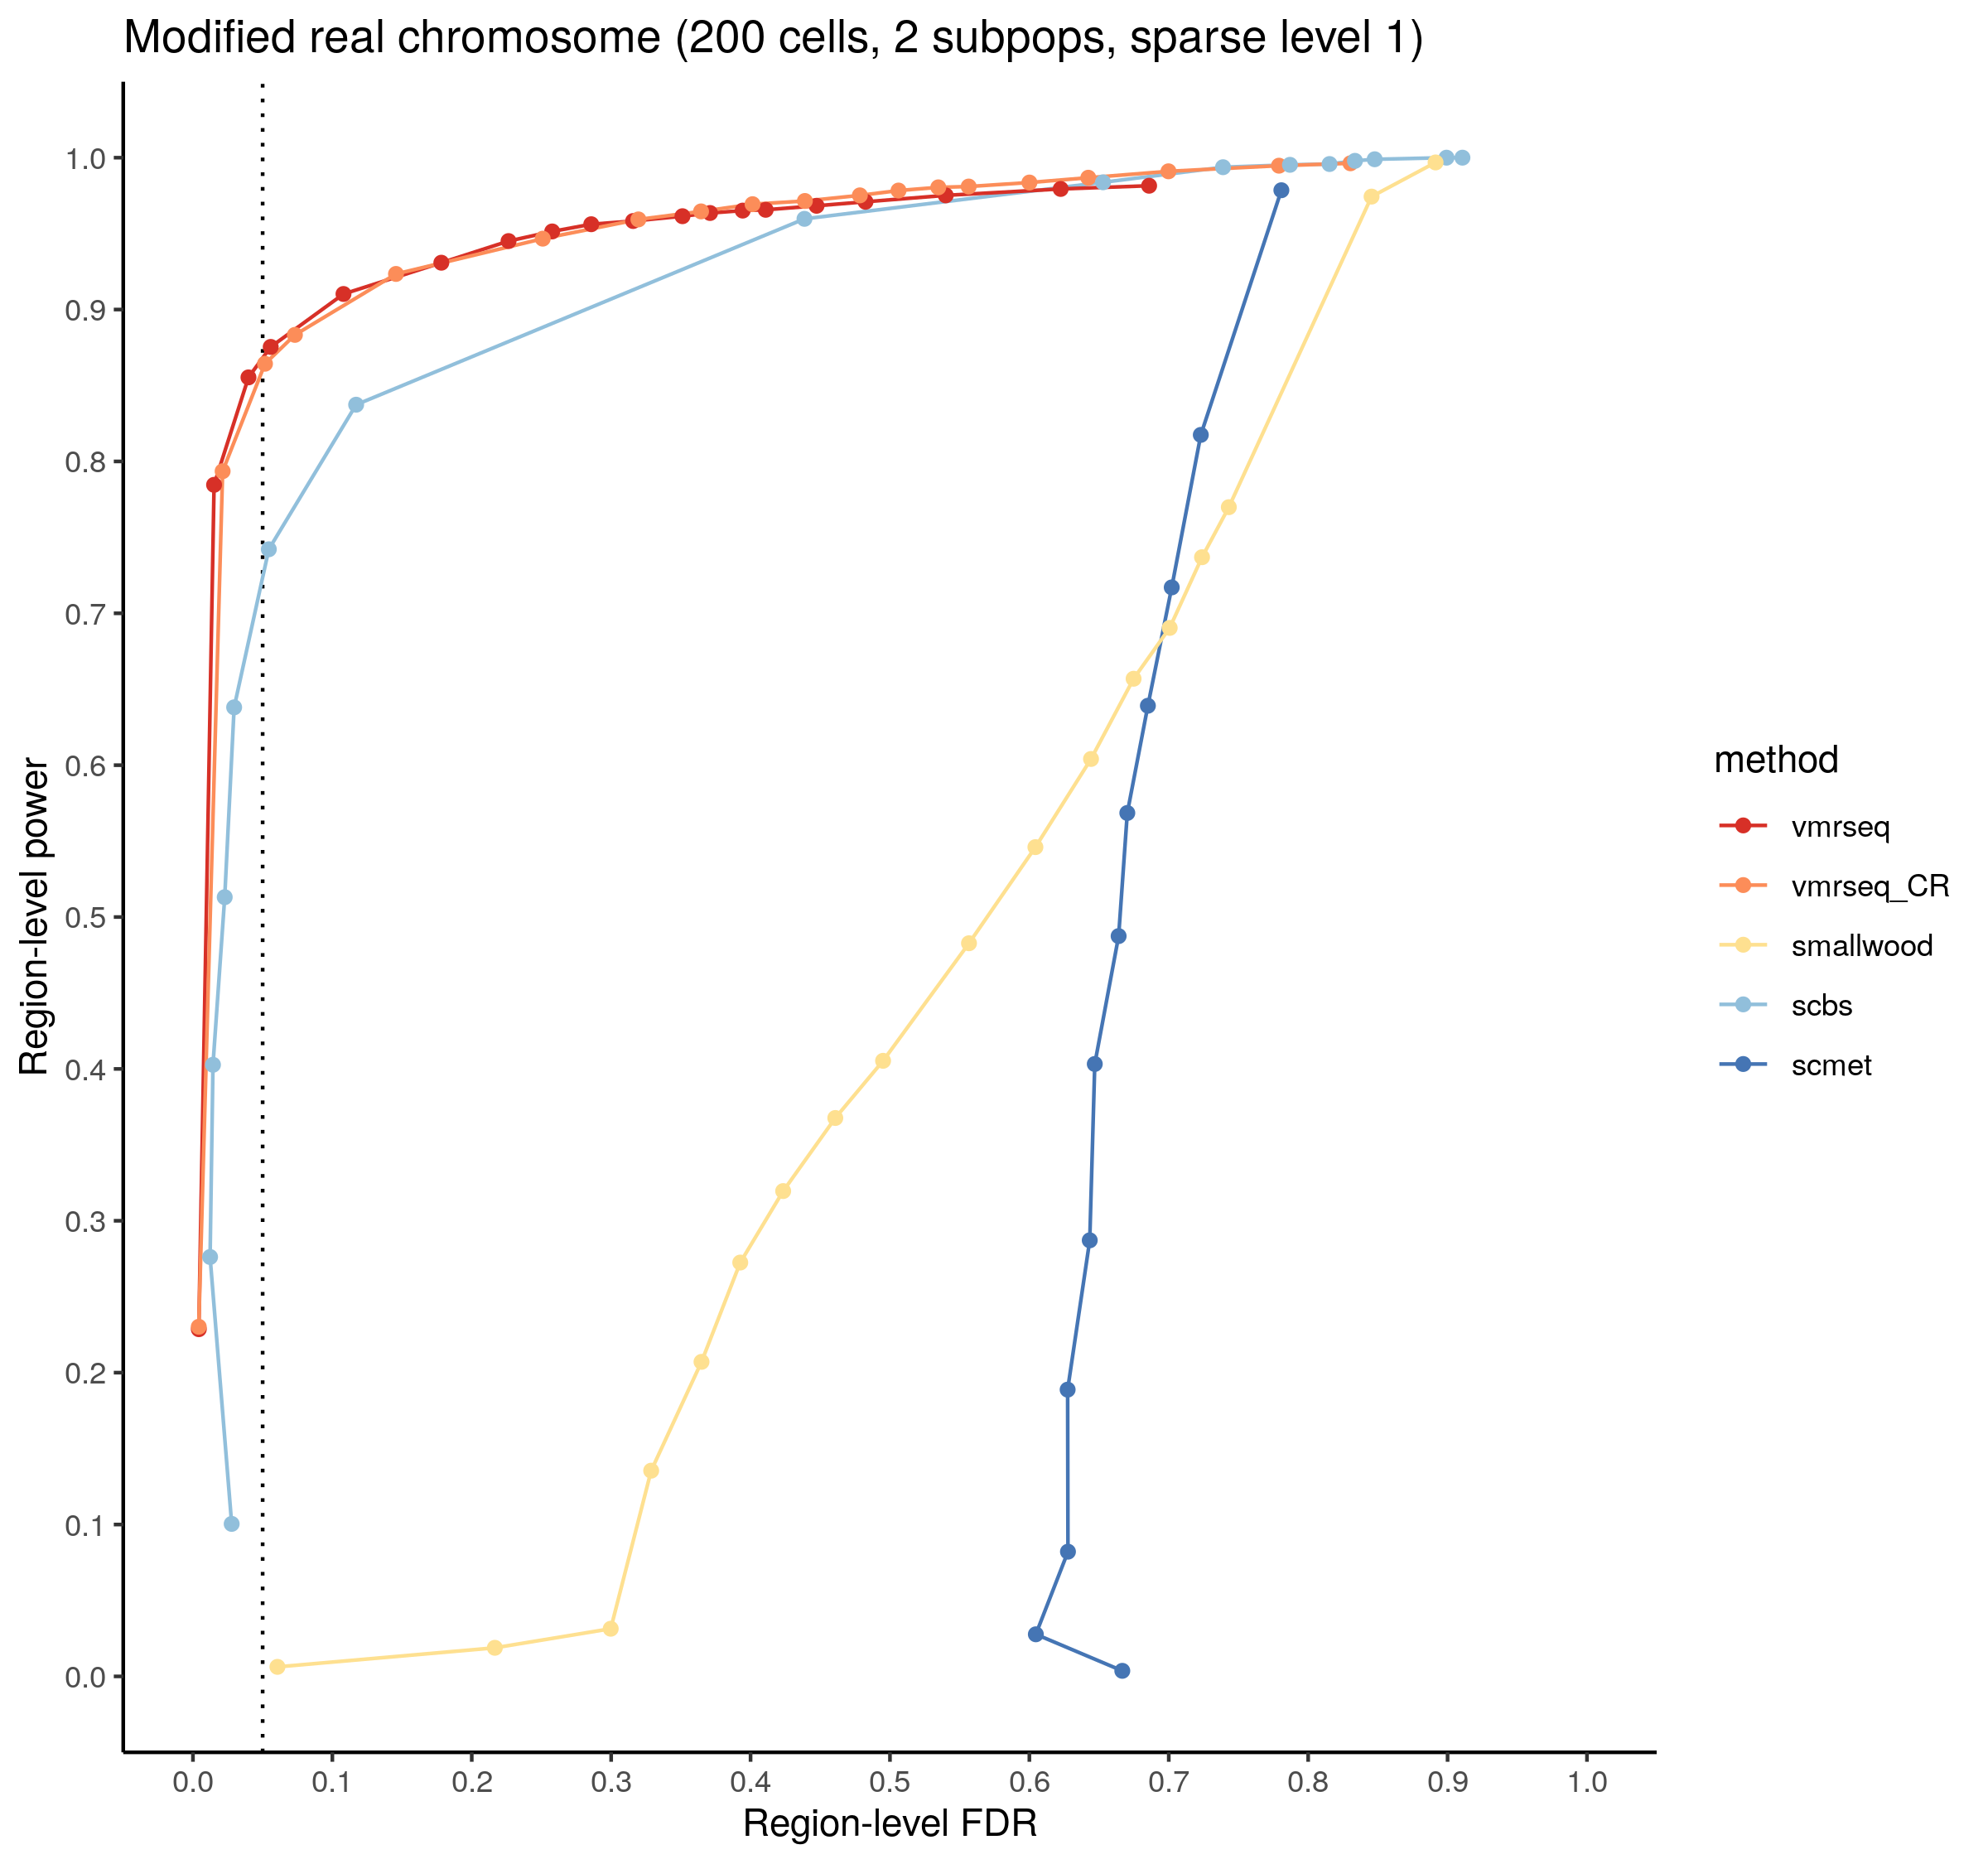 Modified real chromosome (200 cells, 2 subpops, sparse level 1)
Region-level power
1.0
0.9
0.8
0.7
0.6
0.5
0.4
0.3
0.2
0.1
0.0
0.0 0.1 0.2 0.3 0.4 0.5 0.6 0.7 0.8 0.9 1.0
Region-level FDR
method
vmrseq
vmrseq_CR
smallwood
scbs
scmet